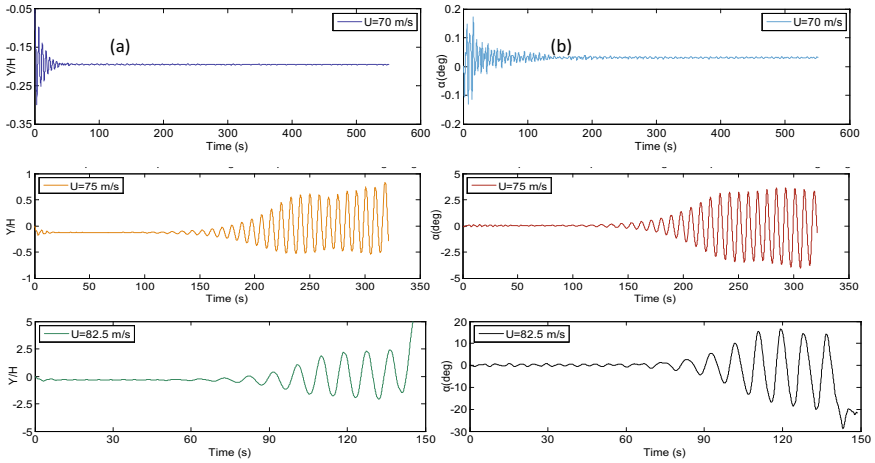 U=70 m/s
(a)
Y/H
-0.05
-0.15
-0.25
-0.35
0 100 200 300 400 500 600
Time (s)
U=70 m/s
(b)
α(deg)
0.2
0.1
0
-0.1
-0.2
0 100 200 300 400 500 600
Time (s)
U=75 m/s
Y/H
1
0.5
0
-0.5
-1
0 50 100 150 200 250 300 350
Time (s)
U=75 m/s
α(deg)
5
2.5
0
-2.5
-5
0 50 100 150 200 250 300 350
Time (s)
U=82.5 m/s
Y/H
5
2.5
0
-2.5
-5
0 30 60 90 120 150
Time (s)
U=82.5 m/s
α(deg)
20
10
0
-10
-20
-30
0 30 60 90 120 150
Time (s)